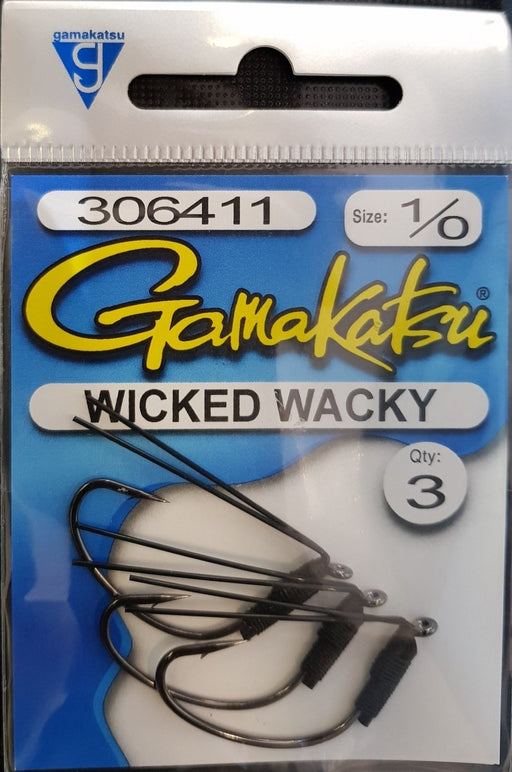 gamakatsu
306411
Size: 1/0
Gamakatsu®
WICKED WACKY
Qty:
3